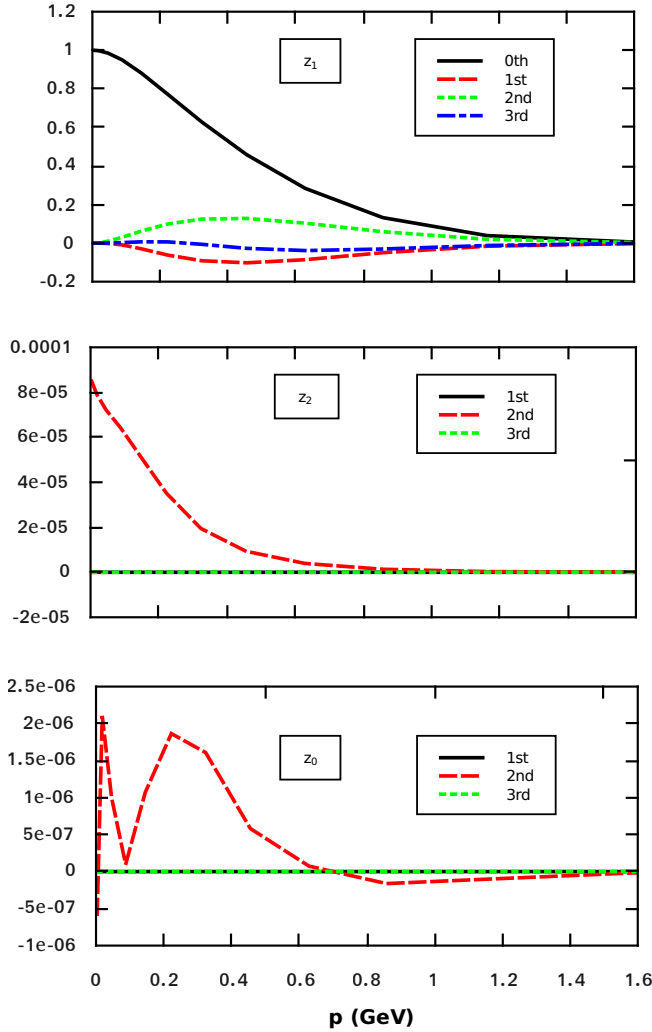 1.2
1
0.8
0.6
0.4
0.2
0
-0.2
z₁
0th
1st
2nd
3rd
0.0001
8e-05
6e-05
4e-05
2e-05
0
-2e-05
z₂
1st
2nd
3rd
2.5e-06
2e-06
1.5e-06
1e-06
5e-07
0
-5e-07
-1e-06
z₀
1st
2nd
3rd
0 0.2 0.4 0.6 0.8 1 1.2 1.4 1.6
p (GeV)